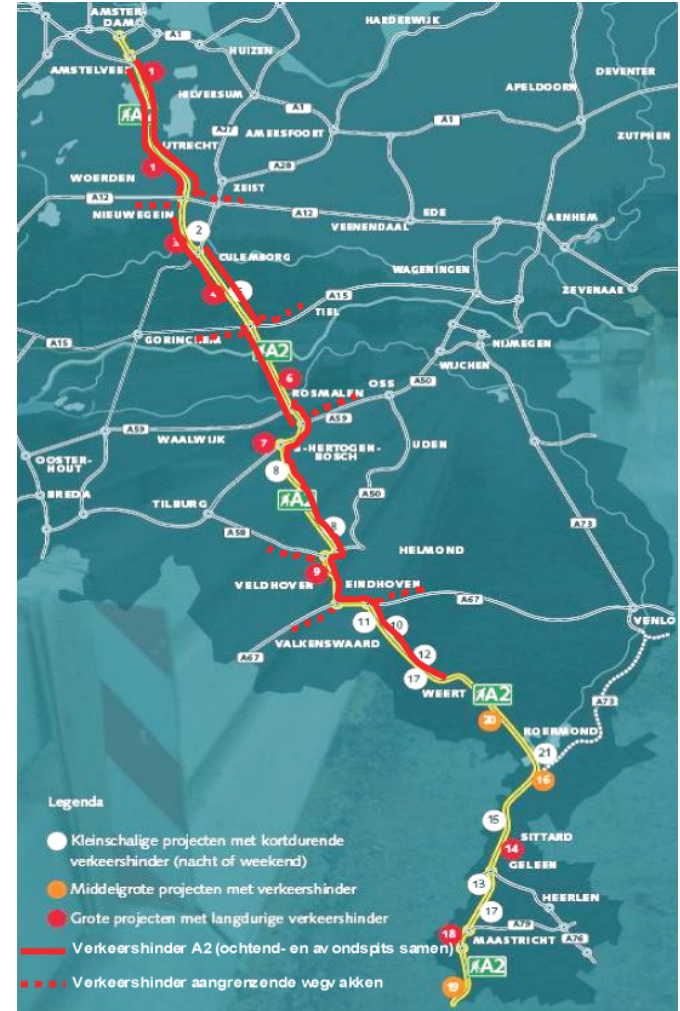 AMSTER-
DAM
A1
HARDERWIJK
HUIZEN
AMSTELVEEN
1
DEVENTER
HILVERSUM
APELDOORN
A2
A1
A1
A27
AMERSFOORT
ZUTPHEN
UTRECHT
1
A28
WOERDEN
ZEIST
A12
NIEUWEGEIN
A12
EDE
ARNHEM
VEENENDAAL
2
3
CULEMBORG
WAGENINGEN
ZEVENAAR
4
A15
TIEL
A15
GORINCHEM
NIJMEGEN
A2
WIJCHEN
6
OSS
A50
ROSMALEN
A59
A59
WAALWIJK
7
'S-HERTOGEN-
BOSCH
UDEN
OOSTER-
HOUT
8
BREDA
A2
A50
TILBURG
A58
8
A73
HELMOND
9
VELDHOVEN
EINDHOVEN
A67
11
10
VENLO
VALKENSWAARD
A67
12
17
WEERT
A2
A73
20
ROERMOND
21
16
15
SITTARD
14
GELEEN
13
HEERLEN
17
A79
18
MAASTRICHT
A76
A2
19
Legenda
Kleinschalige projecten met kortdurende
verkeershinder (nacht of weekend)
Middelgrote projecten met verkeershinder
Grote projecten met langdurige verkeershinder
Verkeershinder A2 (ochtend- en avondspits samen)
Verkeershinder aangrenzende wegvakken